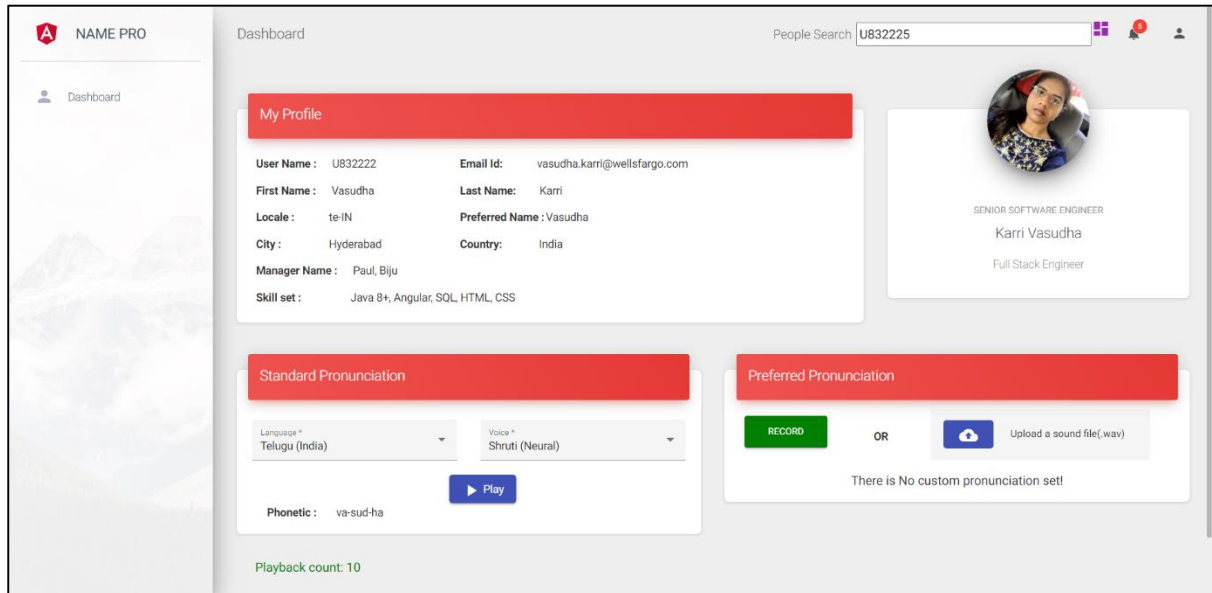 NAME PRO
Dashboard
People Search U832225
5
Dashboard
My Profile
User Name : U832222 Email Id: vasudha.karri@wellsfargo.com
First Name : Vasudha Last Name: Karri
Locale : te-IN Preferred Name : Vasudha
City : Hyderabad Country: India
Manager Name : Paul, Biju
Skill set : Java 8+, Angular, SQL, HTML, CSS
SENIOR SOFTWARE ENGINEER
Karri Vasudha
Full Stack Engineer
Standard Pronunciation
Language *
Telugu (India)
Voice *
Shruti (Neural)
Play
Phonetic : va-sud-ha
Preferred Pronunciation
RECORD OR Upload a sound file(.wav)
There is No custom pronunciation set!
Playback count: 10